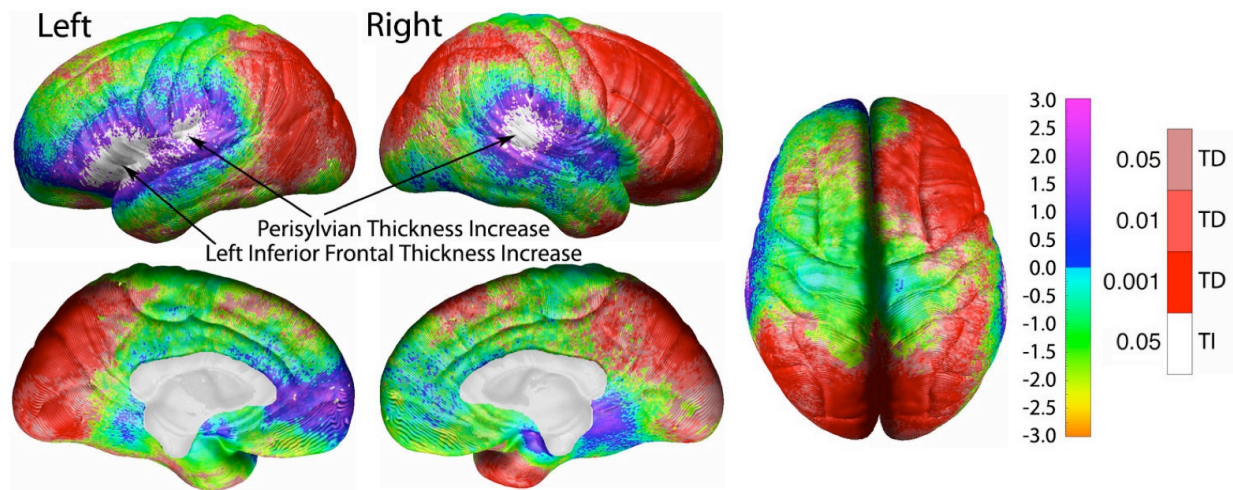 Left
Right
Perisylvian Thickness Increase
Left Inferior Frontal Thickness Increase
3.0
2.5
2.0
1.5
1.0
0.5
0.0
-0.5
-1.0
-1.5
-2.0
-2.5
-3.0
0.05 TD
0.01 TD
0.001 TD
0.05 TI